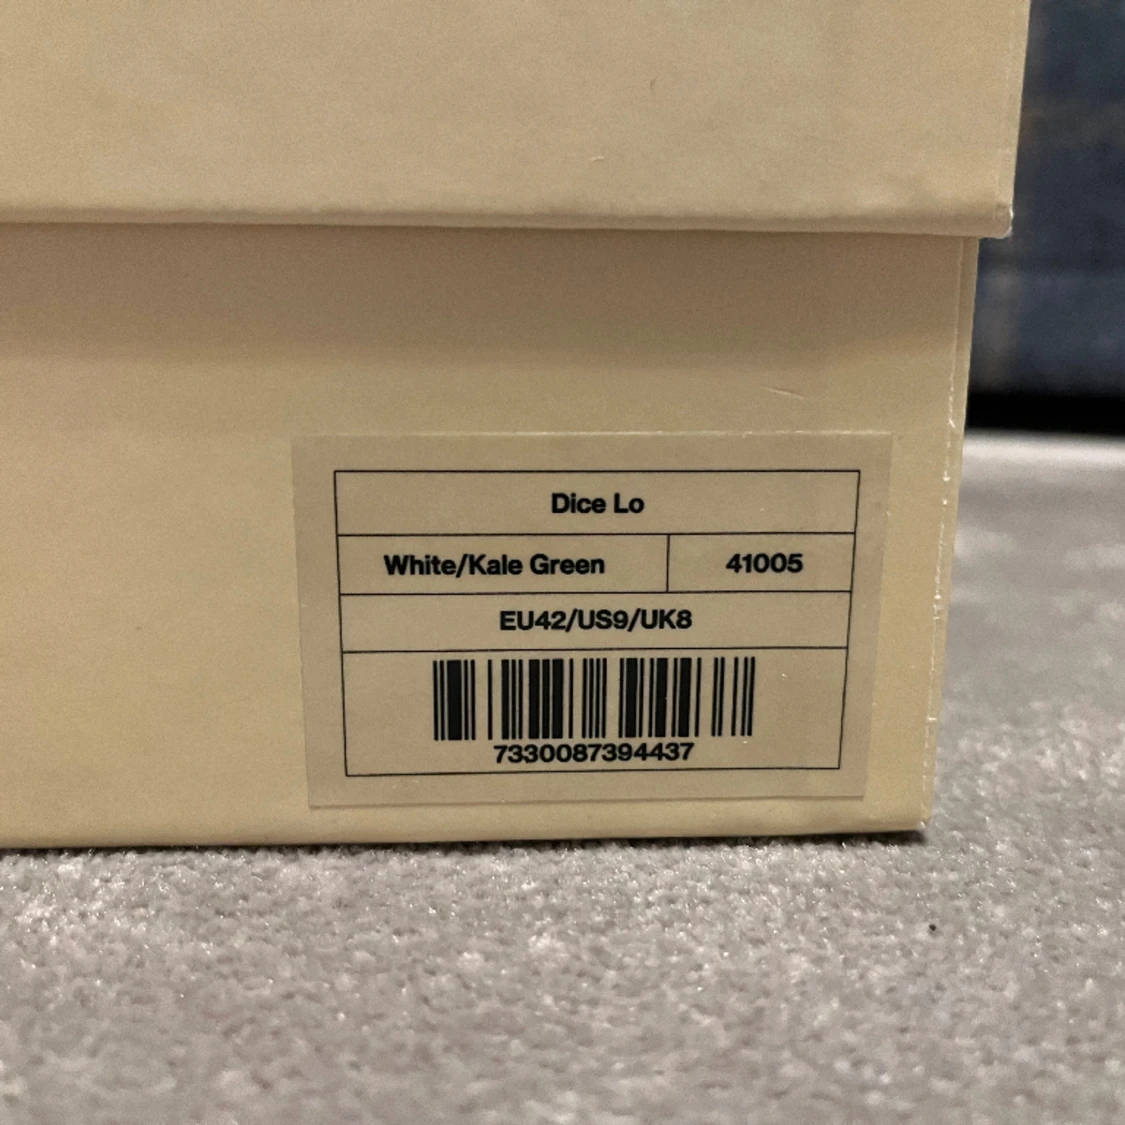 Dice Lo
White/Kale Green 41005
EU42/US9/UK8
7330087394437